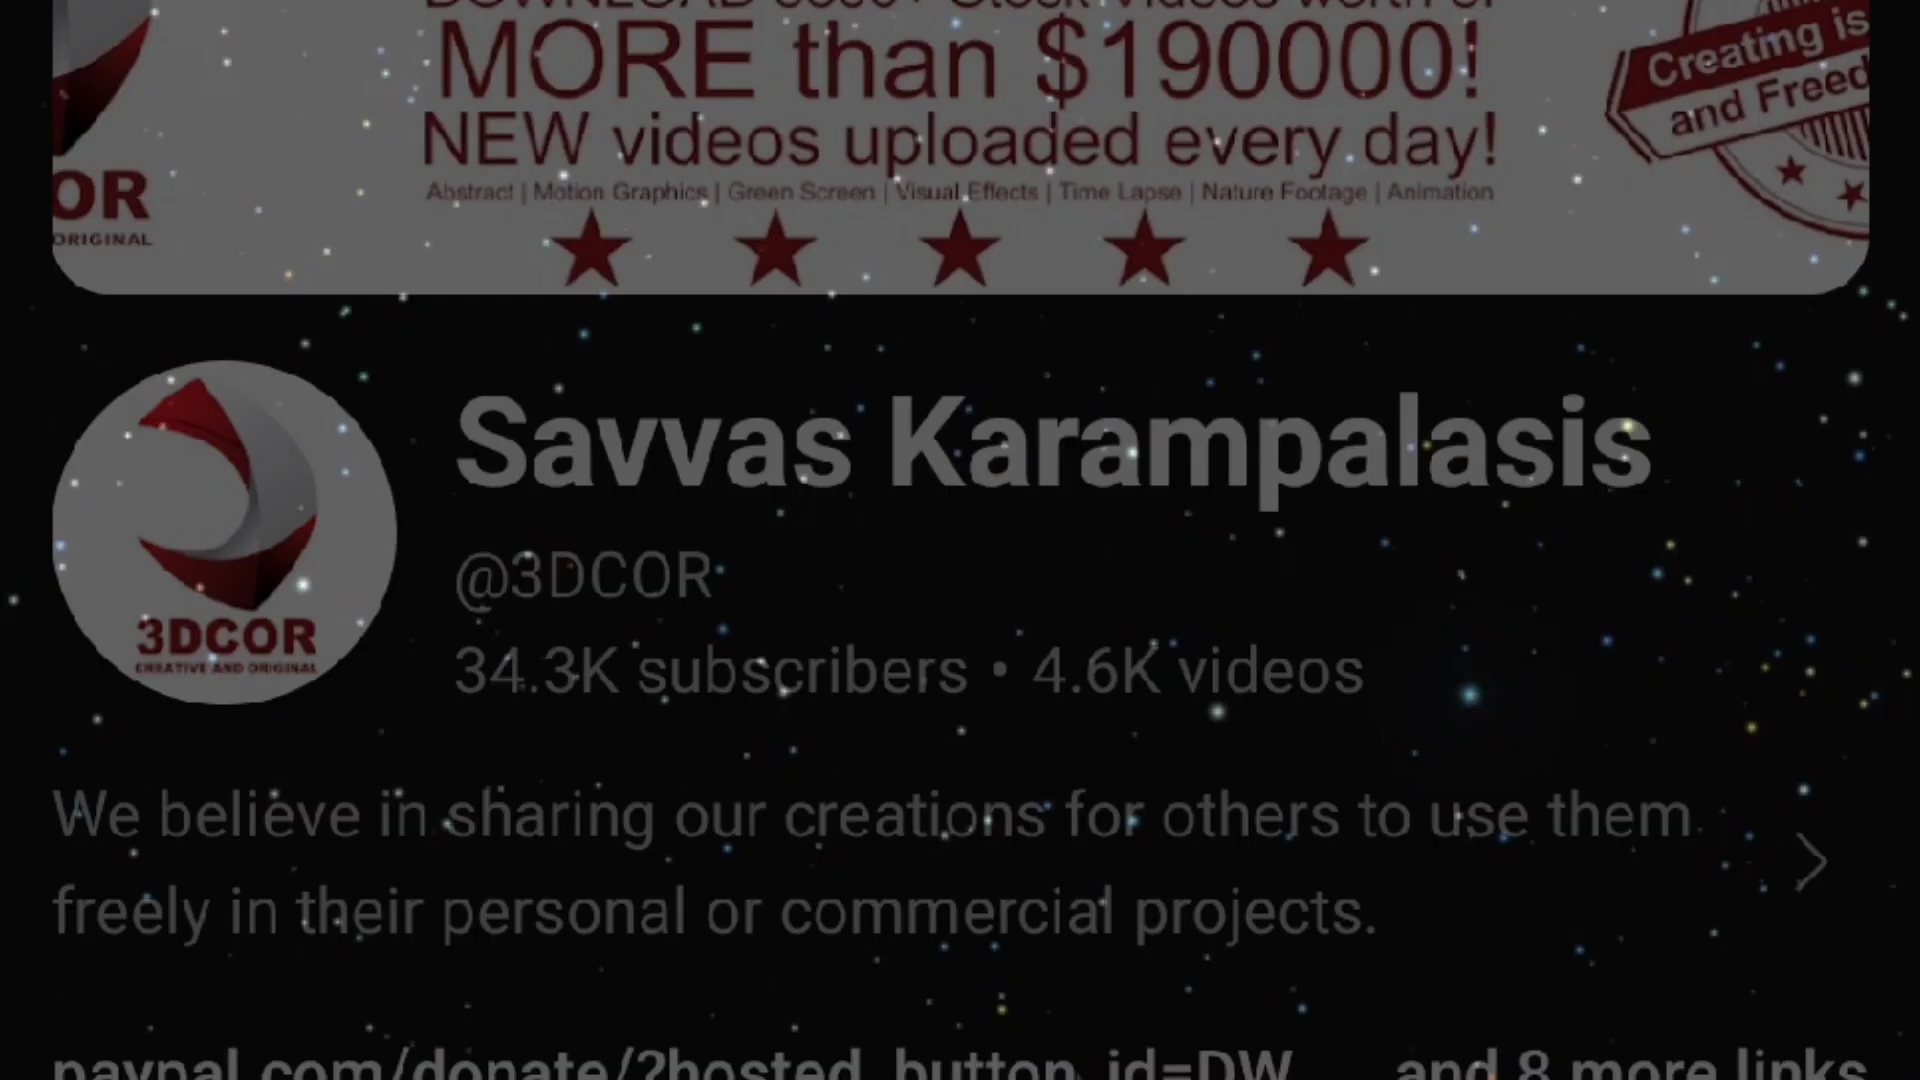 MORE than $190000!
NEW videos uploaded every day!
Abstract | Motion Graphics | Green Screen | Visual Effects | Time Lapse | Nature Footage | Animation
Creating is
and Freed
OR
ORIGINAL
Savvas Karampalasis
@3DCOR
34.3K subscribers • 4.6K videos
3DCOR
CREATIVE AND ORIGINAL
We believe in sharing our creations for others to use them
freely in their personal or commercial projects.
paypal.com/donate/?hosted_button_id=DW... and 8 more links